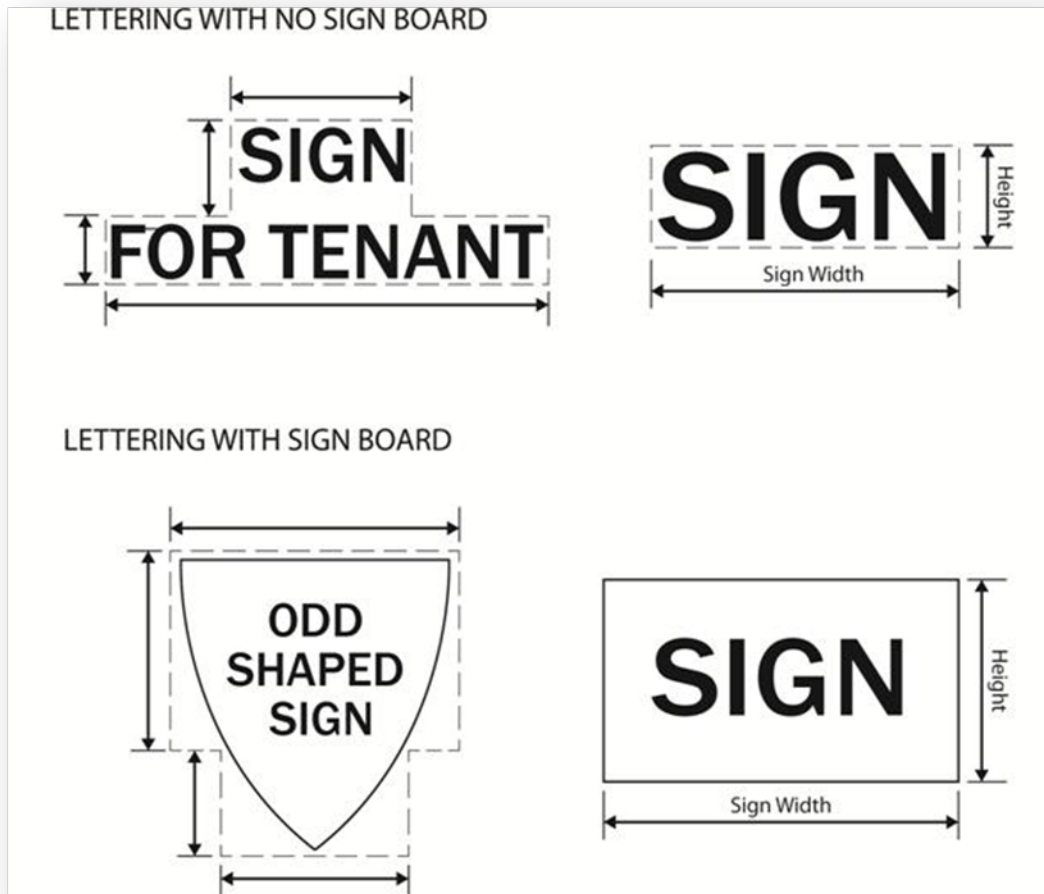 LETTERING WITH NO SIGN BOARD
SIGN
FOR TENANT
SIGN
Height
Sign Width
LETTERING WITH SIGN BOARD
ODD
SHAPED
SIGN
SIGN
Height
Sign Width